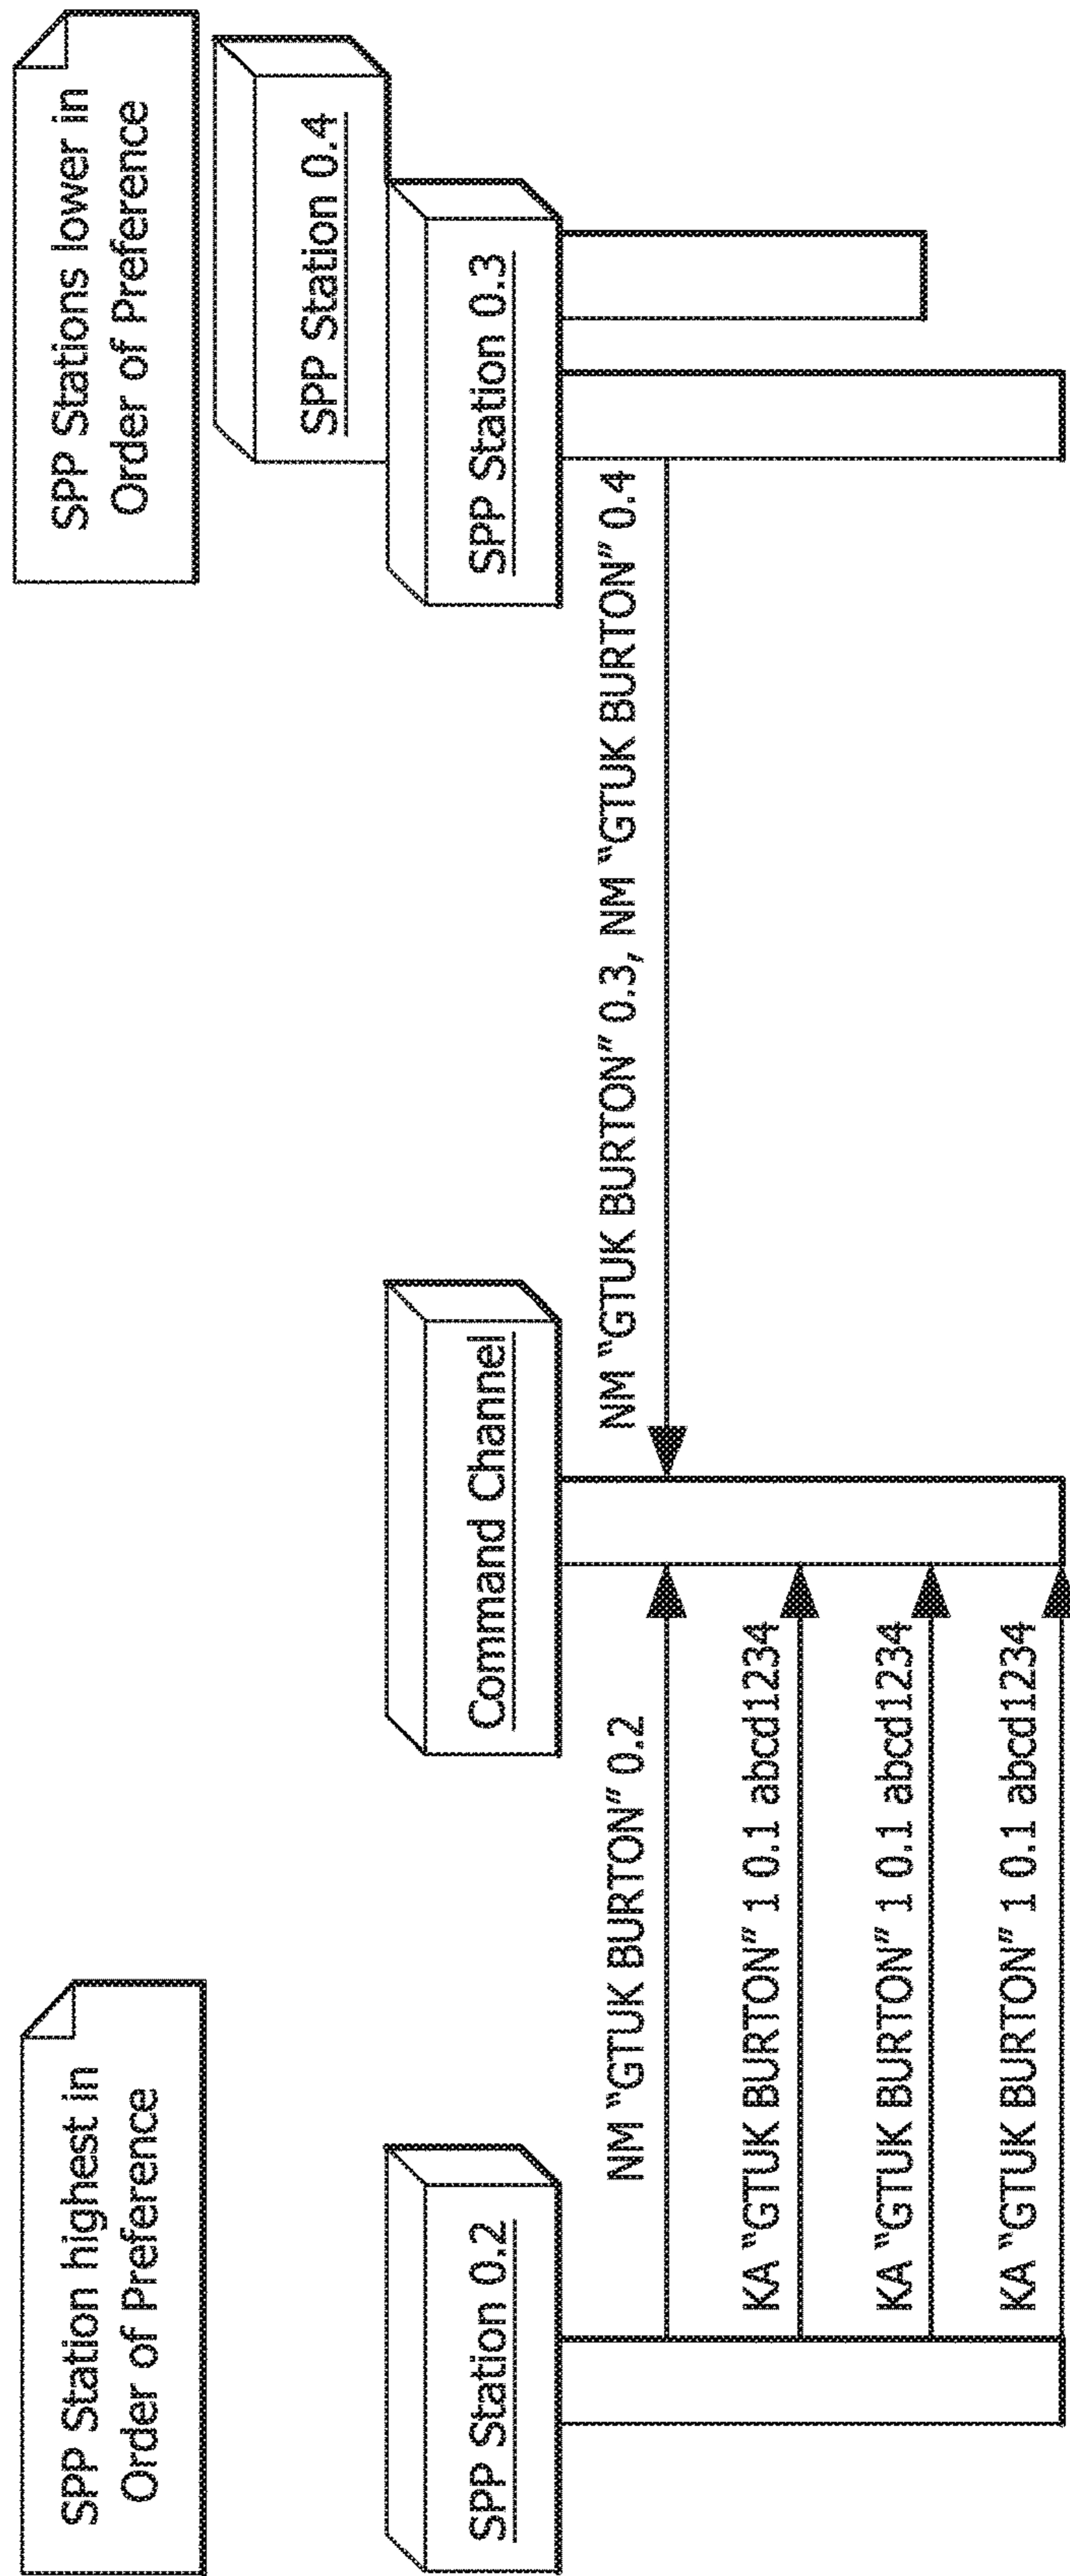 SPP Station highest in
Order of Preference
SPP Stations lower in
Order of Preference
SPP Station 0.4
SPP Station 0.2
Command Channel
SPP Station 0.3
NM “GTUK BURTON” 0.2
NM “GTUK BURTON” 0.3, NM “GTUK BURTON” 0.4
KA “GTUK BURTON” 1 0.1 abcd1234
KA “GTUK BURTON” 1 0.1 abcd1234
KA “GTUK BURTON” 1 0.1 abcd1234